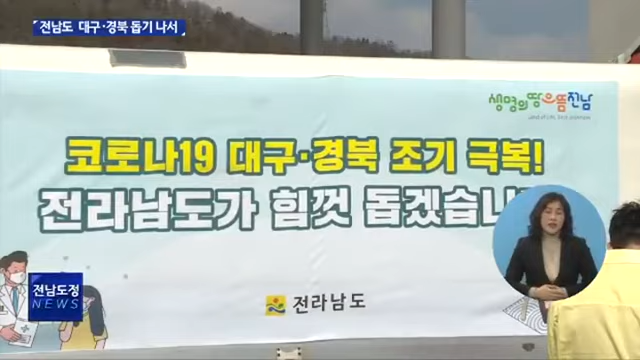 전남도 대구·경북 돕기 나서
생명의 땅 으뜸 전남
코로나19 대구·경북 조기 극복!
전라남도가 힘껏 돕겠습니
전남도정
NEWS
전라남도